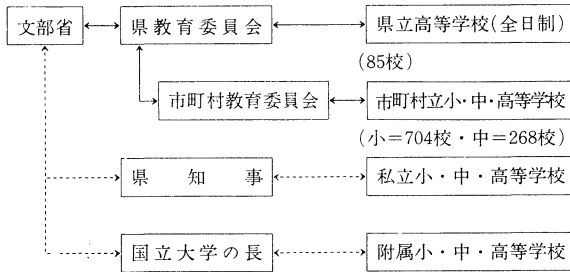 文部省 県教育委員会 県立高等学校(全日制)
(85校)
市町村教育委員会 市町村立小・中・高等学校
(小=704校・中=268校)
県知事 私立小・中・高等学校
国立大学の長 附属小・中・高等学校